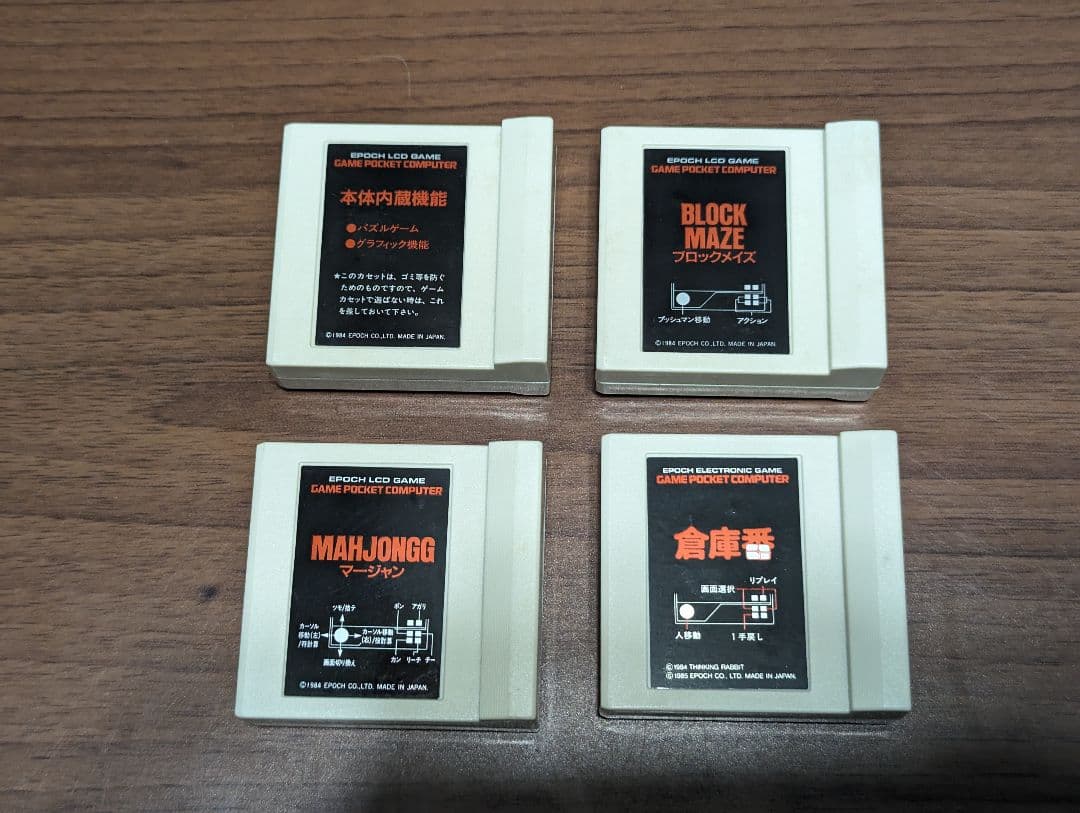 EPOCH LCD GAME
GAME POCKET COMPUTER
本体内蔵機能
●パズルゲーム
●グラフィック機能
★このカセットは、ゴミ等を防ぐ
ためのものですので、ゲーム
カセットで遊ばない時は、これ
を差しておいて下さい。
©1984 EPOCH CO.,LTD. MADE IN JAPAN.
EPOCH LCD GAME
GAME POCKET COMPUTER
BLOCK
MAZE
ブロックメイズ
プッシュマン移動 アクション
©1984 EPOCH CO.,LTD. MADE IN JAPAN.
EPOCH LCD GAME
GAME POCKET COMPUTER
MAHJONGG
マージャン
ツモ/捨テ ポン アガリ
カーソル
移動(左)
/符計算
カーソル移動
(右)/役計算
画面切り換え カン リーチ チー
©1984 EPOCH CO.,LTD. MADE IN JAPAN.
EPOCH ELECTRONIC GAME
GAME POCKET COMPUTER
倉庫番
リプレイ
画面選択
人移動 1手戻し
©1984 THINKING RABBIT
©1985 EPOCH CO., LTD. MADE IN JAPAN.